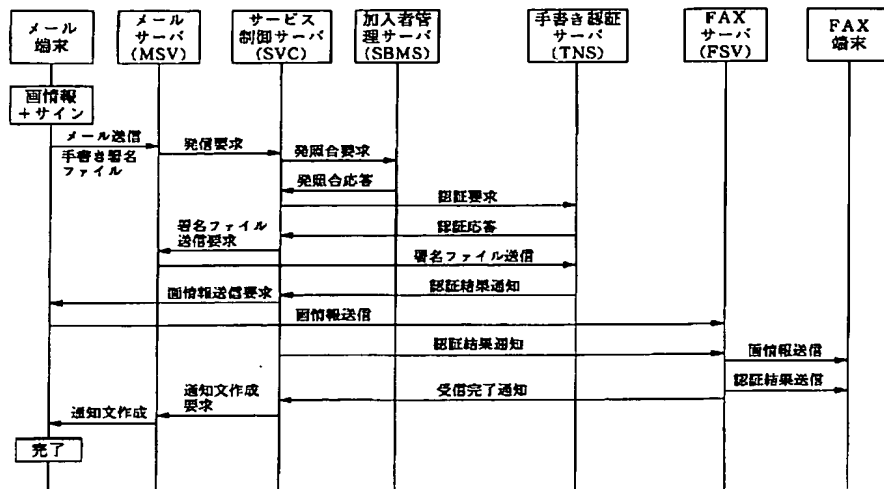 メール
端末
メール
サーバ
(MSV)
サービス
制御サーバ
(SVC)
加入者管
理サーバ
(SBMS)
手書き認証
サーバ
(TNS)
FAX
サーバ
(FSV)
FAX
端末
画情報
+サイン
メール送信
手書き署名
ファイル
発信要求
発照合要求
発照合応答
認証要求
認証応答
署名ファイル
送信要求
署名ファイル送信
認証結果通知
画情報送信要求
画情報送信
認証結果通知
画情報送信
認証結果送信
受信完了通知
通知文作成
要求
通知文作成
完了